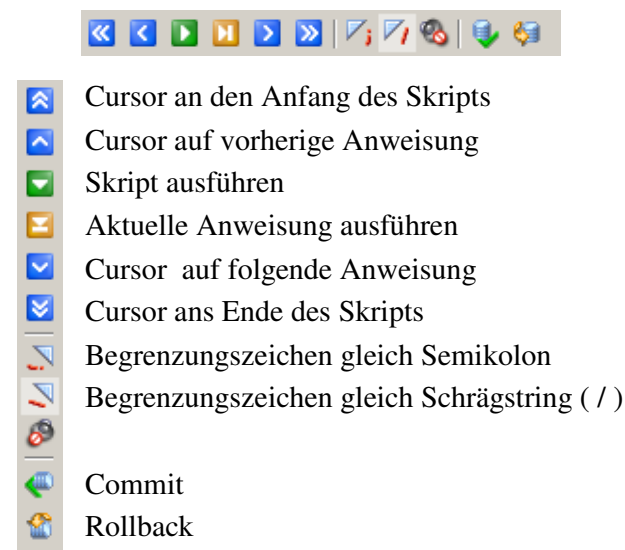 Cursor an den Anfang des Skripts
Cursor auf vorherige Anweisung
Skript ausführen
Aktuelle Anweisung ausführen
Cursor auf folgende Anweisung
Cursor ans Ende des Skripts
Begrenzungszeichen gleich Semikolon
Begrenzungszeichen gleich Schrägstring ( / )
Commit
Rollback